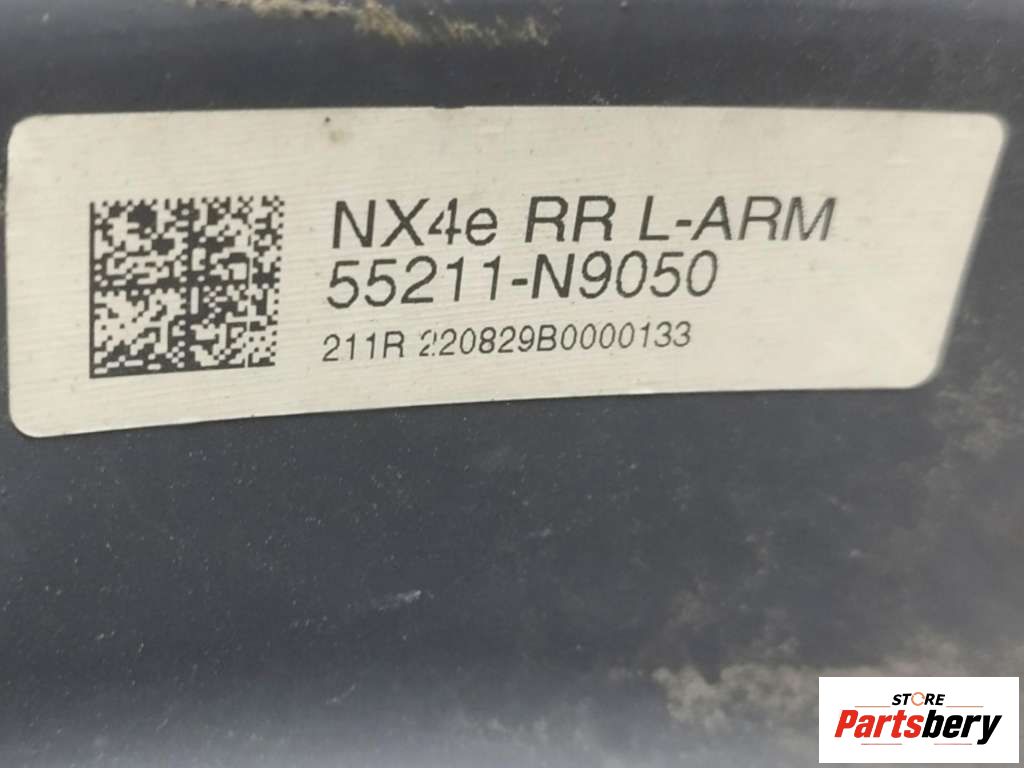 NX4e RR L-ARM
55211-N9050
211R 220829B0000133
STORE
Partsbery